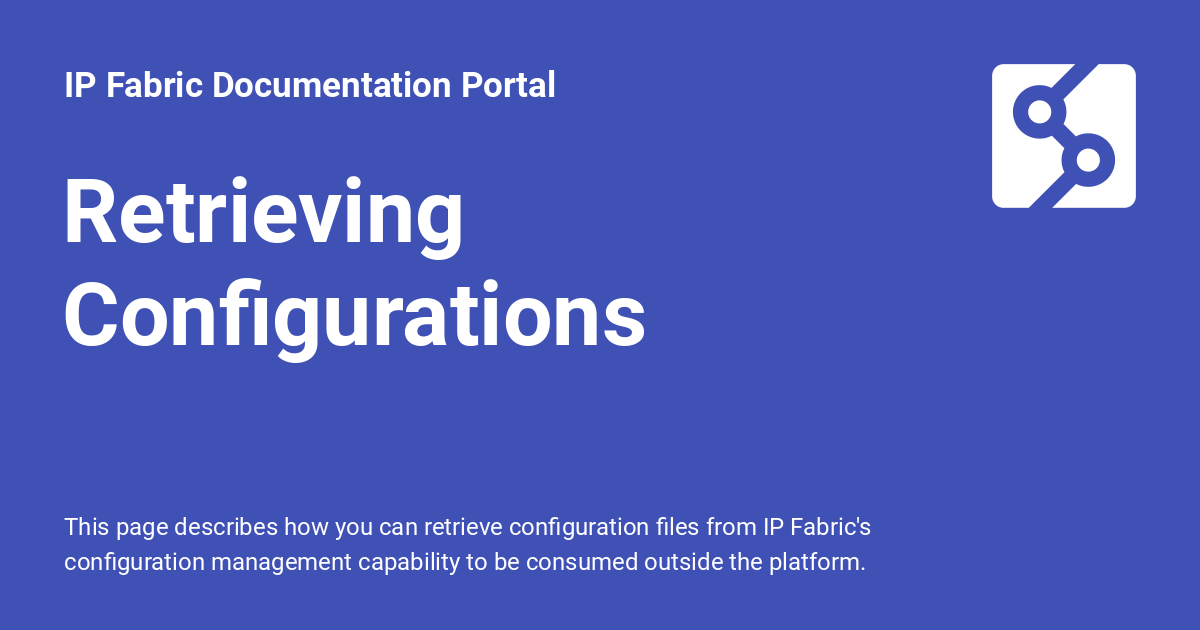 IP Fabric Documentation Portal
Retrieving
Configurations
This page describes how you can retrieve configuration files from IP Fabric's
configuration management capability to be consumed outside the platform.